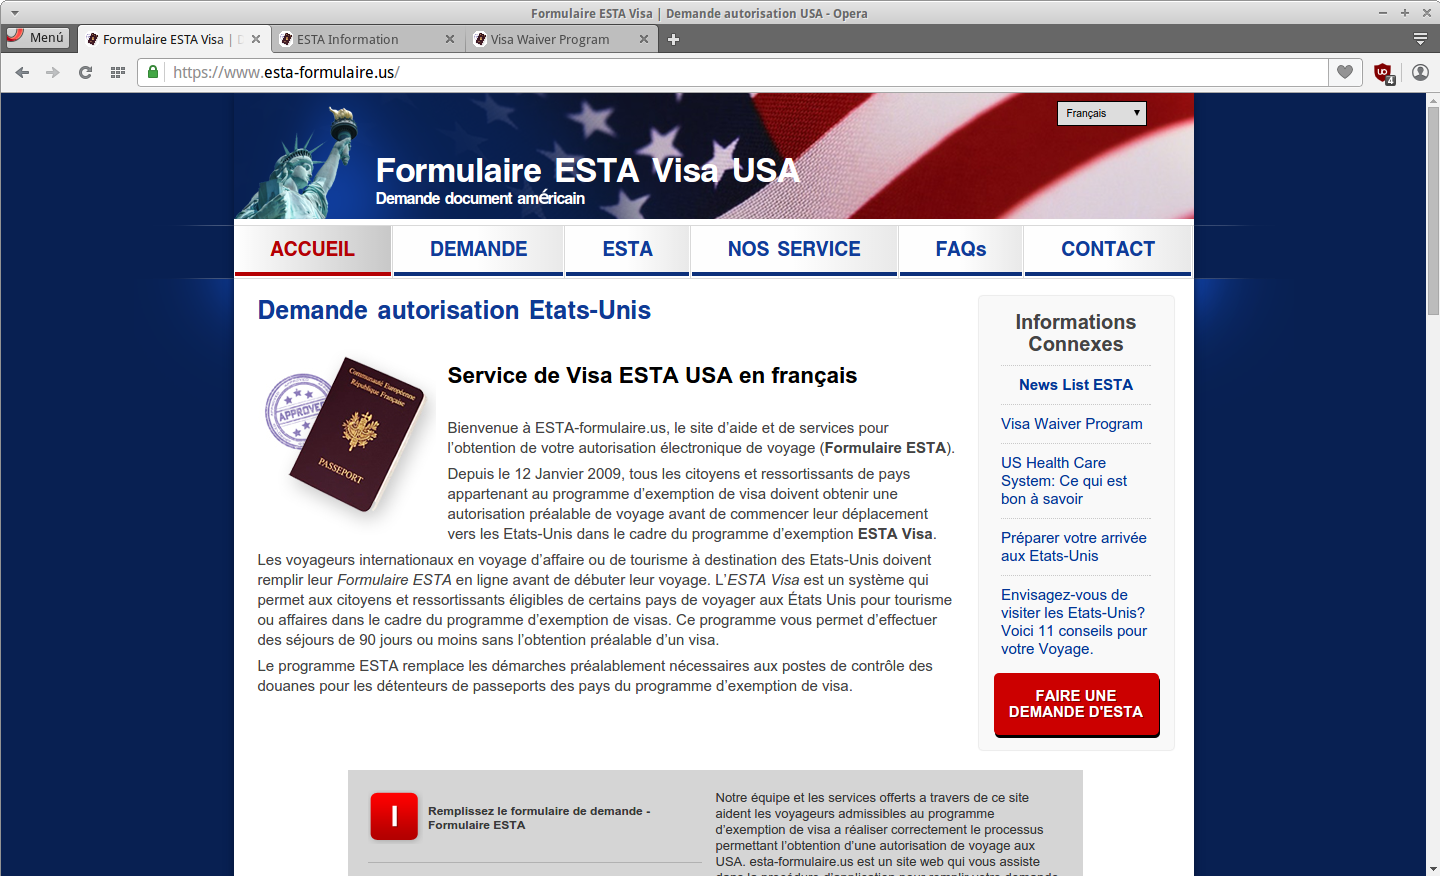 Formulaire ESTA Visa | Demande autorisation USA - Opera
Menú
Formulaire ESTA Visa |
ESTA Information
Visa Waiver Program
https://www.esta-formulaire.us/
4
Français
Formulaire ESTA Visa USA
Demande document américain
ACCUEIL
DEMANDE
ESTA
NOS SERVICE
FAQs
CONTACT
Demande autorisation Etats-Unis
APPROVED
Communauté Européenne
République Française
PASSEPORT
Service de Visa ESTA USA en français
Bienvenue à ESTA-formulaire.us, le site d’aide et de services pour
l’obtention de votre autorisation électronique de voyage (Formulaire ESTA).
Depuis le 12 Janvier 2009, tous les citoyens et ressortissants de pays
appartenant au programme d’exemption de visa doivent obtenir une
autorisation préalable de voyage avant de commencer leur déplacement
vers les Etats-Unis dans le cadre du programme d’exemption ESTA Visa.
Les voyageurs internationaux en voyage d’affaire ou de tourisme à destination des Etats-Unis doivent
remplir leur Formulaire ESTA en ligne avant de débuter leur voyage. L’ESTA Visa est un système qui
permet aux citoyens et ressortissants éligibles de certains pays de voyager aux États Unis pour tourisme
ou affaires dans le cadre du programme d’exemption de visas. Ce programme vous permet d’effectuer
des séjours de 90 jours ou moins sans l’obtention préalable d’un visa.
Le programme ESTA remplace les démarches préalablement nécessaires aux postes de contrôle des
douanes pour les détenteurs de passeports des pays du programme d’exemption de visa.
Informations
Connexes
News List ESTA
Visa Waiver Program
US Health Care
System: Ce qui est
bon à savoir
Préparer votre arrivée
aux Etats-Unis
Envisagez-vous de
visiter les Etats-Unis?
Voici 11 conseils pour
votre Voyage.
FAIRE UNE
DEMANDE D'ESTA
I
Remplissez le formulaire de demande -
Formulaire ESTA
Notre équipe et les services offerts a travers de ce site
aident les voyageurs admissibles au programme
d’exemption de visa a réaliser correctement le processus
permettant l’obtention d’une autorisation de voyage aux
USA. esta-formulaire.us est un site web qui vous assiste